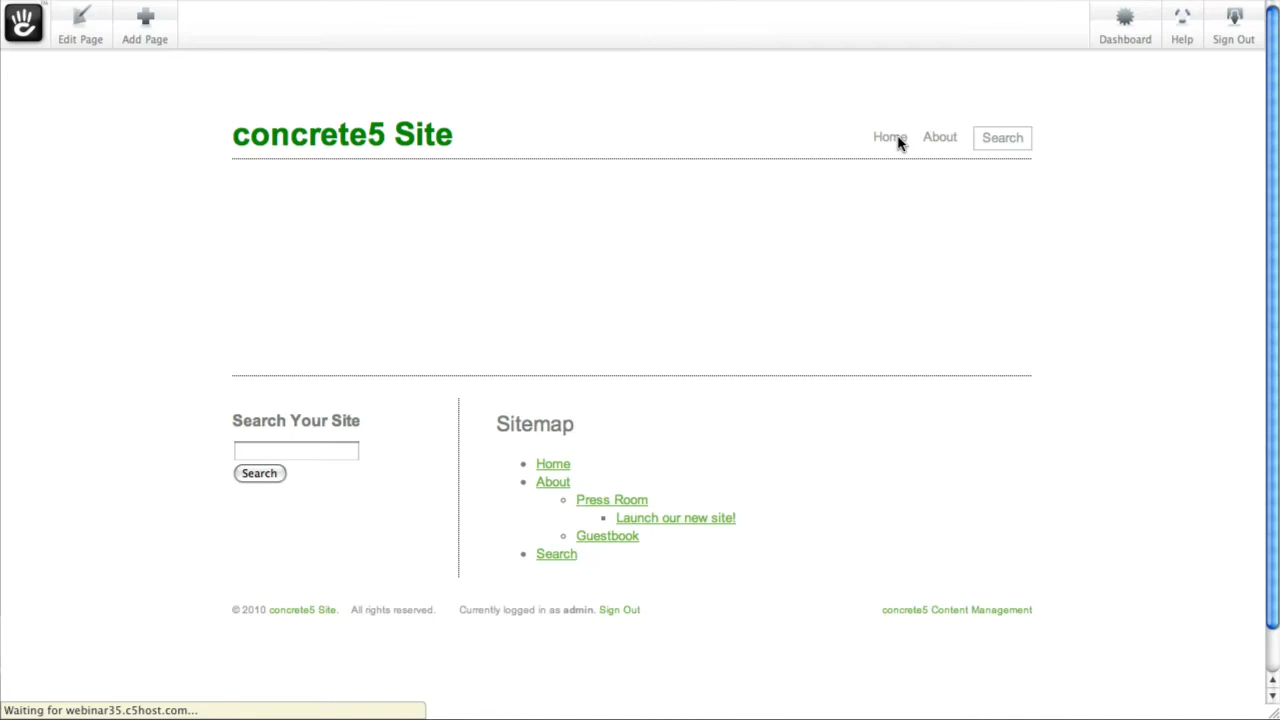 Edit Page Add Page Dashboard Help Sign Out
concrete5 Site
Home About Search
Search Your Site
Search
Sitemap
Home
About
Press Room
Launch our new site!
Guestbook
Search
© 2010 concrete5 Site. All rights reserved. Currently logged in as admin. Sign Out concrete5 Content Management
Waiting for webinar35.c5host.com...